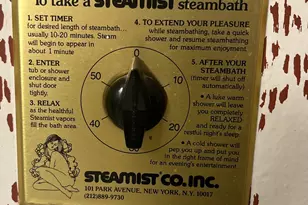 To take a STEAMIST steambath
1. SET TIMER
for desired length of steambath...
usually 10-20 minutes. Steam
will begin to appear in
about 1 minute
2. ENTER
tub or shower
enclosure and
shut door
tightly.
3. RELAX
as the healthful
Steamist vapors
fill the bath area.
4. TO EXTEND YOUR PLEASURE
while steambathing, take a quick
shower and resume steambathing
for maximum enjoyment
5. AFTER YOUR
STEAMBATH
(timer will shut off
automatically)
• A luke warm
shower will leave
you completely
RELAXED
and ready for a
restful night's sleep.
• A cold shower will
pep you up and put you
in the right frame of mind
for an evening's entertainment.
0
10
20
30
40
50
STEAMIST CO. INC.
101 PARK AVENUE, NEW YORK, N.Y. 10017
(212)889-9730